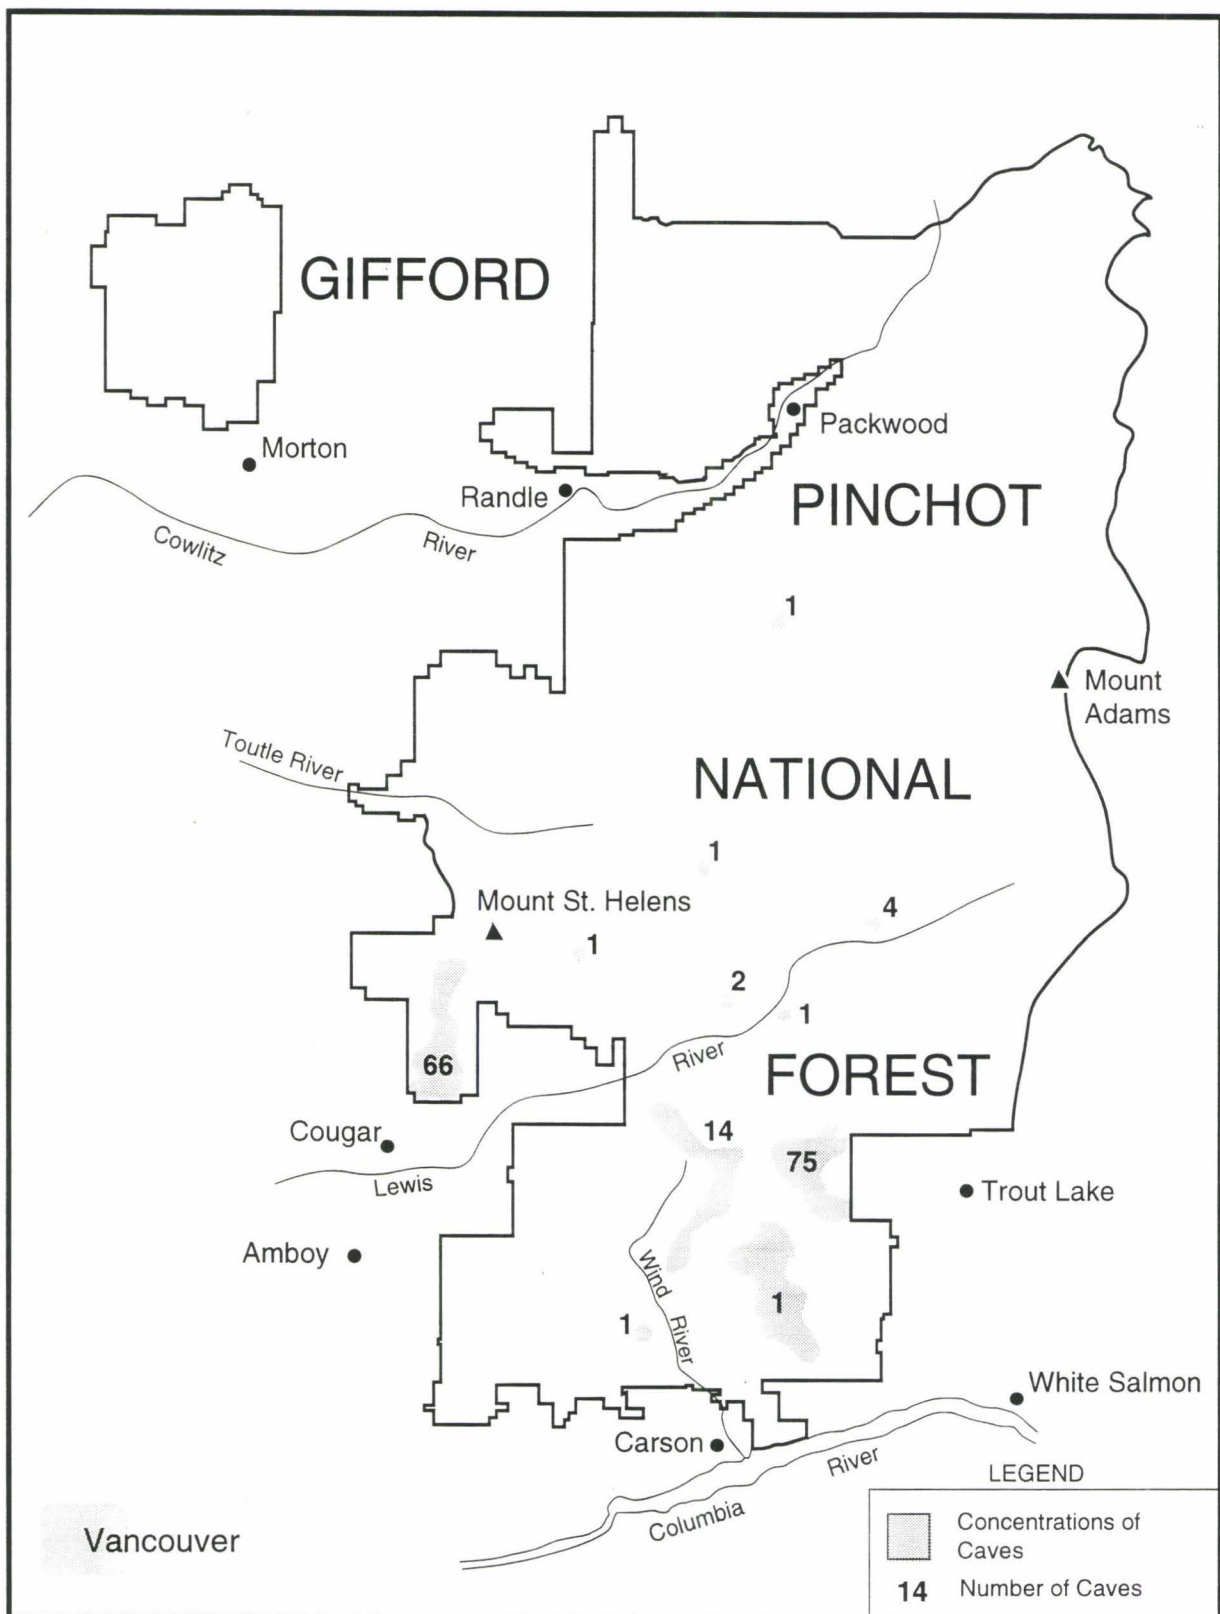 GIFFORD
Packwood
Morton
Randle
PINCHOT
Cowlitz
River
1
Mount
Adams
Toutle River
NATIONAL
1
Mount St. Helens
4
1
2
1
River
FOREST
66
14
Cougar
75
Lewis
Trout Lake
Amboy
Wind
River
1
1
White Salmon
Carson
River
Columbia
LEGEND
Vancouver
Concentrations of
Caves
14 Number of Caves